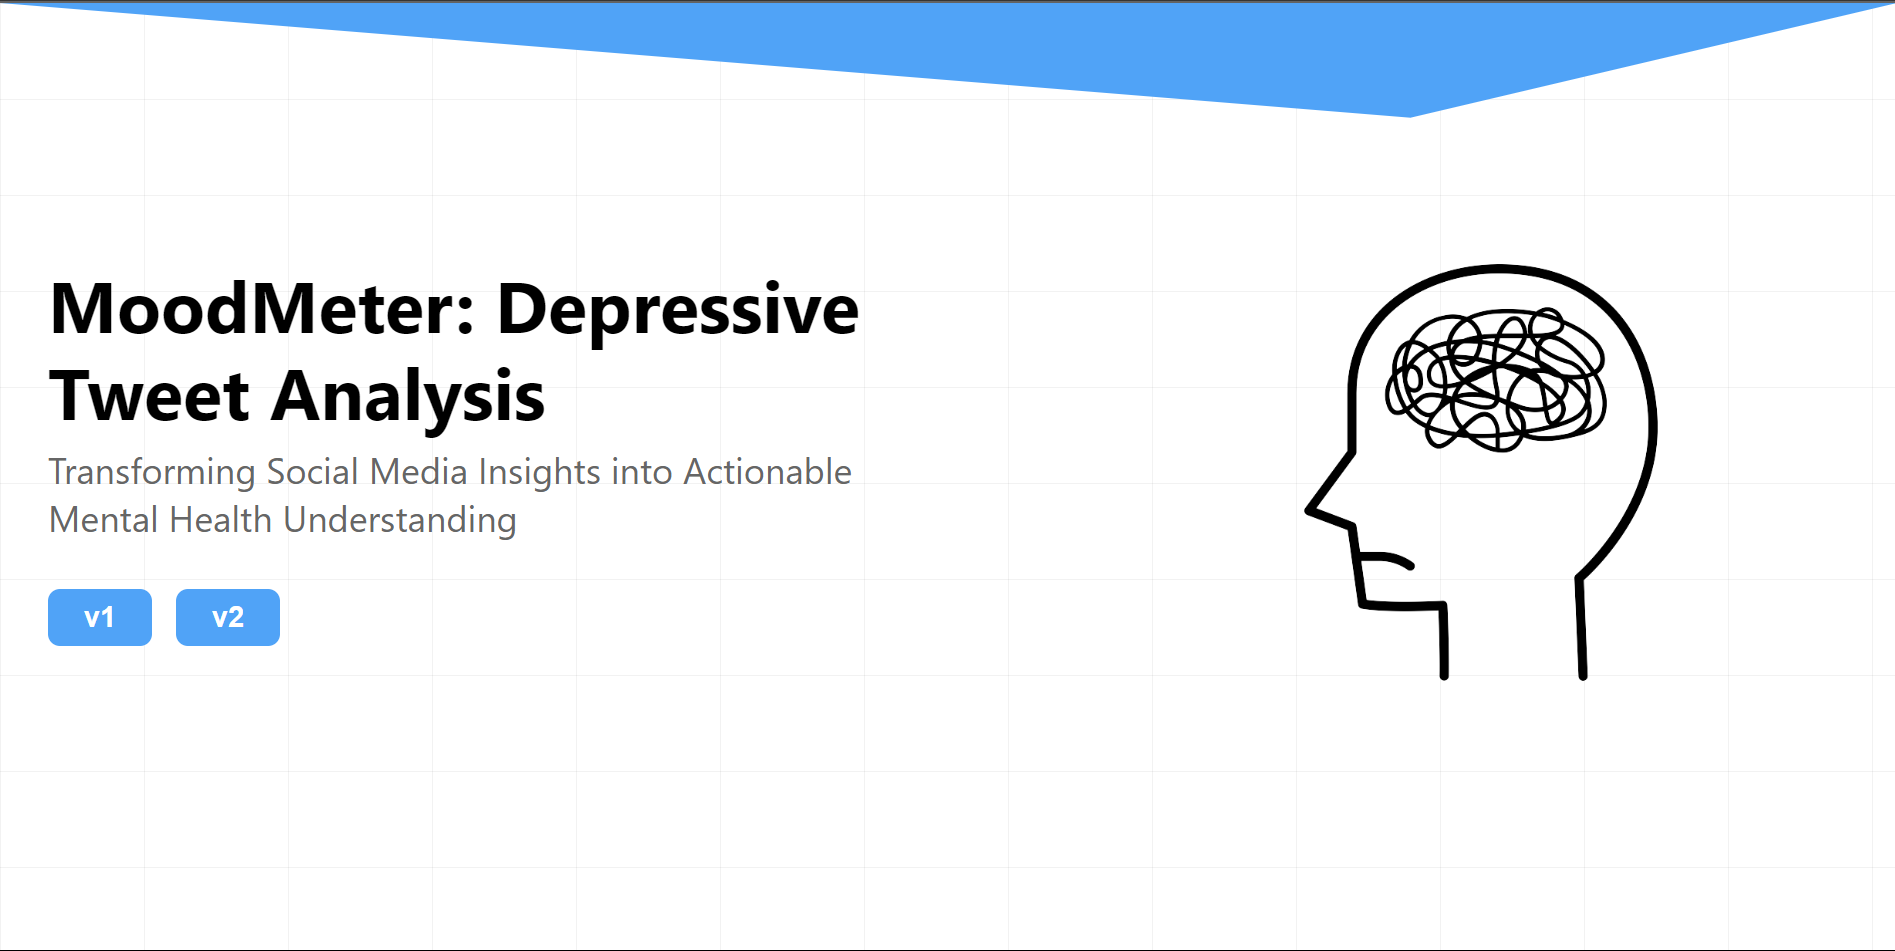 MoodMeter: Depressive
Tweet Analysis
Transforming Social Media Insights into Actionable
Mental Health Understanding
v1 v2